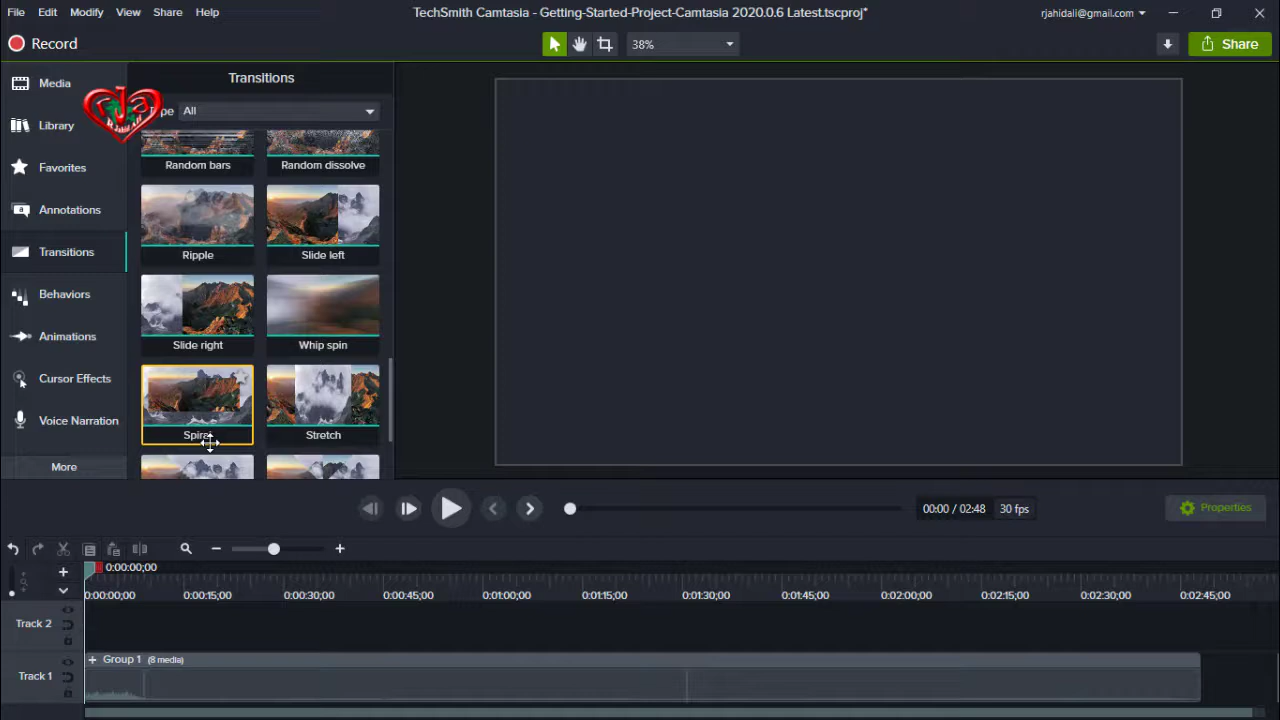 File Edit Modify View Share Help
TechSmith Camtasia - Getting-Started-Project-Camtasia 2020.0.6 Latest.tscproj*
rjahidali@gmail.com
Record
38%
Share
Media
Library
Favorites
Annotations
Transitions
Behaviors
Animations
Cursor Effects
Voice Narration
More
rja
Transitions
All
Random bars Random dissolve
Ripple Slide left
Slide right Whip spin
Spiral Stretch
00:00 / 02:48 30 fps
Properties
0:00:00;00
0:00:00;00 0:00:15;00 0:00:30;00 0:00:45;00 0:01:00;00 0:01:15;00 0:01:30;00 0:01:45;00 0:02:00;00 0:02:15;00 0:02:30;00 0:02:45;00
Track 2
Group 1 (8 media)
Track 1